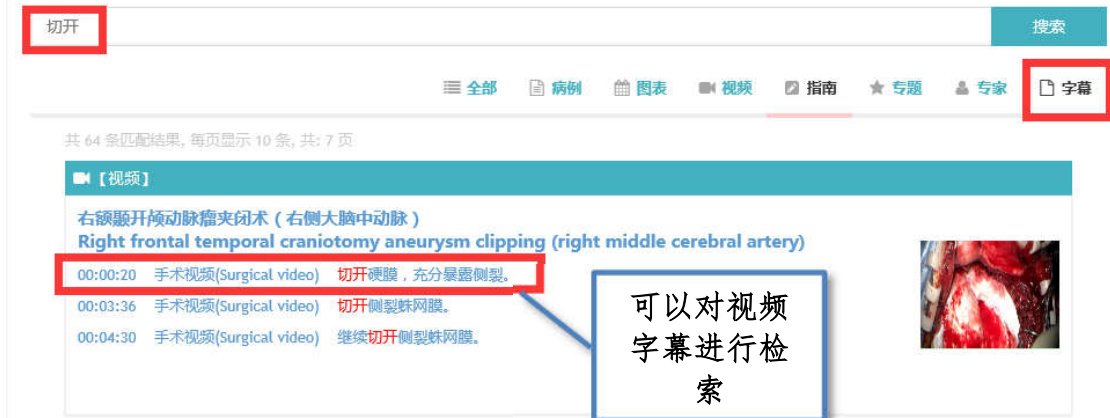 切开
搜索
全部 病例 图表 视频 指南 专题 专家 字幕
共 64 条匹配结果, 每页显示 10 条, 共: 7 页
【视频】
右额颞开颅动脉瘤夹闭术（右侧大脑中动脉）
Right frontal temporal craniotomy aneurysm clipping (right middle cerebral artery)
00:00:20 手术视频(Surgical video) 切开硬膜，充分暴露侧裂。
00:03:36 手术视频(Surgical video) 切开侧裂蛛网膜。
00:04:30 手术视频(Surgical video) 继续切开侧裂蛛网膜。
可以对视频
字幕进行检
索